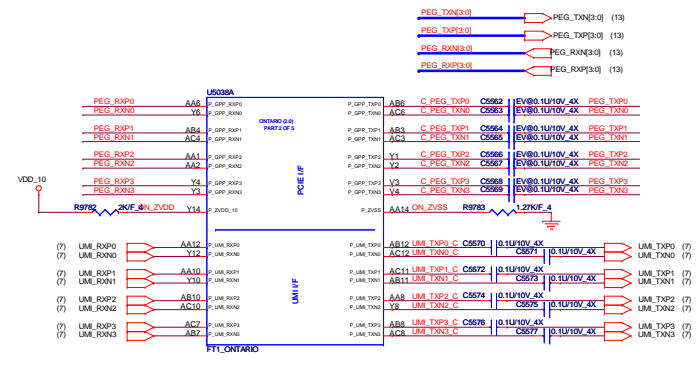 PEG_TXN[3:0] PEG_TXN[3:0] (13)
PEG_TXP[3:0] PEG_TXP[3:0] (13)
PEG_RXN[3:0] PEG_RXN[3:0] (13)
PEG_RXP[3:0] PEG_RXP[3:0] (13)
U5038A
ONTARIO (2.0)
PART 2 OF 5
PCIE I/F
UMI I/F
PEG_RXP0 AA6 P_GPP_RXP0 P_GPP_TXP0 AB6 C_PEG_TXP0 C5562 EV@0.1U/10V_4X PEG_TXP0
PEG_RXN0 Y6 P_GPP_RXN0 P_GPP_TXN0 AC6 C_PEG_TXN0 C5563 EV@0.1U/10V_4X PEG_TXN0
PEG_RXP1 AB4 P_GPP_RXP1 P_GPP_TXP1 AB3 C_PEG_TXP1 C5564 EV@0.1U/10V_4X PEG_TXP1
PEG_RXN1 AC4 P_GPP_RXN1 P_GPP_TXN1 AC3 C_PEG_TXN1 C5565 EV@0.1U/10V_4X PEG_TXN1
PEG_RXP2 AA1 P_GPP_RXP2 P_GPP_TXP2 Y1 C_PEG_TXP2 C5566 EV@0.1U/10V_4X PEG_TXP2
PEG_RXN2 AA2 P_GPP_RXN2 P_GPP_TXN2 Y2 C_PEG_TXN2 C5567 EV@0.1U/10V_4X PEG_TXN2
PEG_RXP3 Y4 P_GPP_RXP3 P_GPP_TXP3 V3 C_PEG_TXP3 C5568 EV@0.1U/10V_4X PEG_TXP3
PEG_RXN3 Y3 P_GPP_RXN3 P_GPP_TXN3 V4 C_PEG_TXN3 C5569 EV@0.1U/10V_4X PEG_TXN3
VDD_10
R9782 2K/F_4 ON_ZVDD Y14 P_ZVDD_10 P_ZVSS AA14 ON_ZVSS R9783 1.27K/F_4
(7) UMI_RXP0 AA12 P_UMI_RXP0 P_UMI_TXP0 AB12 UMI_TXP0_C C5570 0.1U/10V_4X UMI_TXP0 (7)
(7) UMI_RXN0 Y12 P_UMI_RXN0 P_UMI_TXN0 AC12 UMI_TXN0_C C5571 0.1U/10V_4X UMI_TXN0 (7)
(7) UMI_RXP1 AA10 P_UMI_RXP1 P_UMI_TXP1 AC11 UMI_TXP1_C C5572 0.1U/10V_4X UMI_TXP1 (7)
(7) UMI_RXN1 Y10 P_UMI_RXN1 P_UMI_TXN1 AB11 UMI_TXN1_C C5573 0.1U/10V_4X UMI_TXN1 (7)
(7) UMI_RXP2 AB10 P_UMI_RXP2 P_UMI_TXP2 AA8 UMI_TXP2_C C5574 0.1U/10V_4X UMI_TXP2 (7)
(7) UMI_RXN2 AC10 P_UMI_RXN2 P_UMI_TXN2 Y8 UMI_TXN2_C C5575 0.1U/10V_4X UMI_TXN2 (7)
(7) UMI_RXP3 AC7 P_UMI_RXP3 P_UMI_TXP3 AB8 UMI_TXP3_C C5576 0.1U/10V_4X UMI_TXP3 (7)
(7) UMI_RXN3 AB7 P_UMI_RXN3 P_UMI_TXN3 AC8 UMI_TXN3_C C5577 0.1U/10V_4X UMI_TXN3 (7)
FT1_ONTARIO